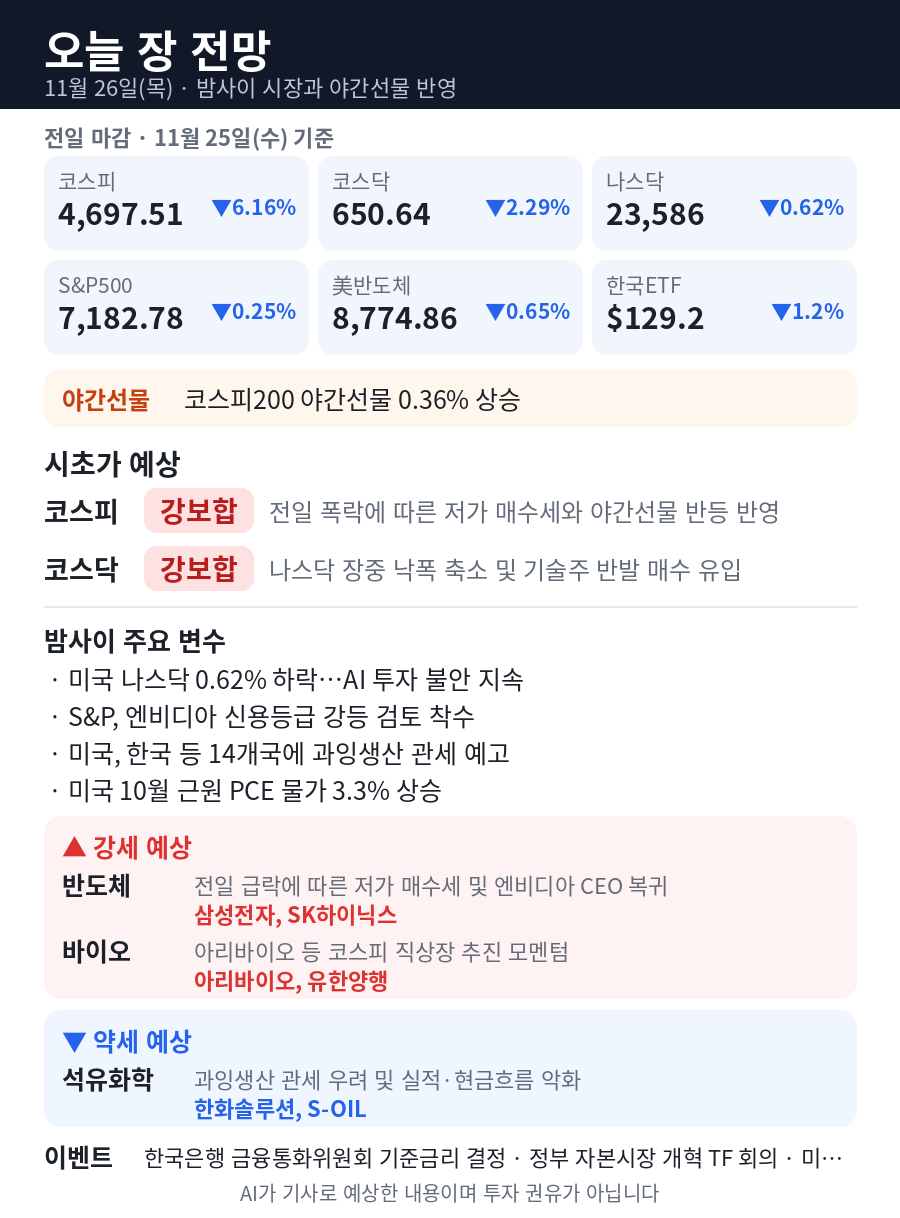 오늘 장 전망
11월 26일(목) · 밤사이 시장과 야간선물 반영
전일 마감 · 11월 25일(수) 기준
코스피
4,697.51 ▼6.16%
코스닥
650.64 ▼2.29%
나스닥
23,586 ▼0.62%
S&P500
7,182.78 ▼0.25%
美반도체
8,774.86 ▼0.65%
한국ETF
$129.2 ▼1.2%
야간선물 코스피200 야간선물 0.36% 상승
시초가 예상
코스피 강보합 전일 폭락에 따른 저가 매수세와 야간선물 반등 반영
코스닥 강보합 나스닥 장중 낙폭 축소 및 기술주 반발 매수 유입
밤사이 주요 변수
· 미국 나스닥 0.62% 하락…AI 투자 불안 지속
· S&P, 엔비디아 신용등급 강등 검토 착수
· 미국, 한국 등 14개국에 과잉생산 관세 예고
· 미국 10월 근원 PCE 물가 3.3% 상승
▲ 강세 예상
반도체 전일 급락에 따른 저가 매수세 및 엔비디아 CEO 복귀
삼성전자, SK하이닉스
바이오 아리바이오 등 코스피 직상장 추진 모멘텀
아리바이오, 유한양행
▼ 약세 예상
석유화학 과잉생산 관세 우려 및 실적·현금흐름 악화
한화솔루션, S-OIL
이벤트 한국은행 금융통화위원회 기준금리 결정 · 정부 자본시장 개혁 TF 회의 · 미…
AI가 기사로 예상한 내용이며 투자 권유가 아닙니다